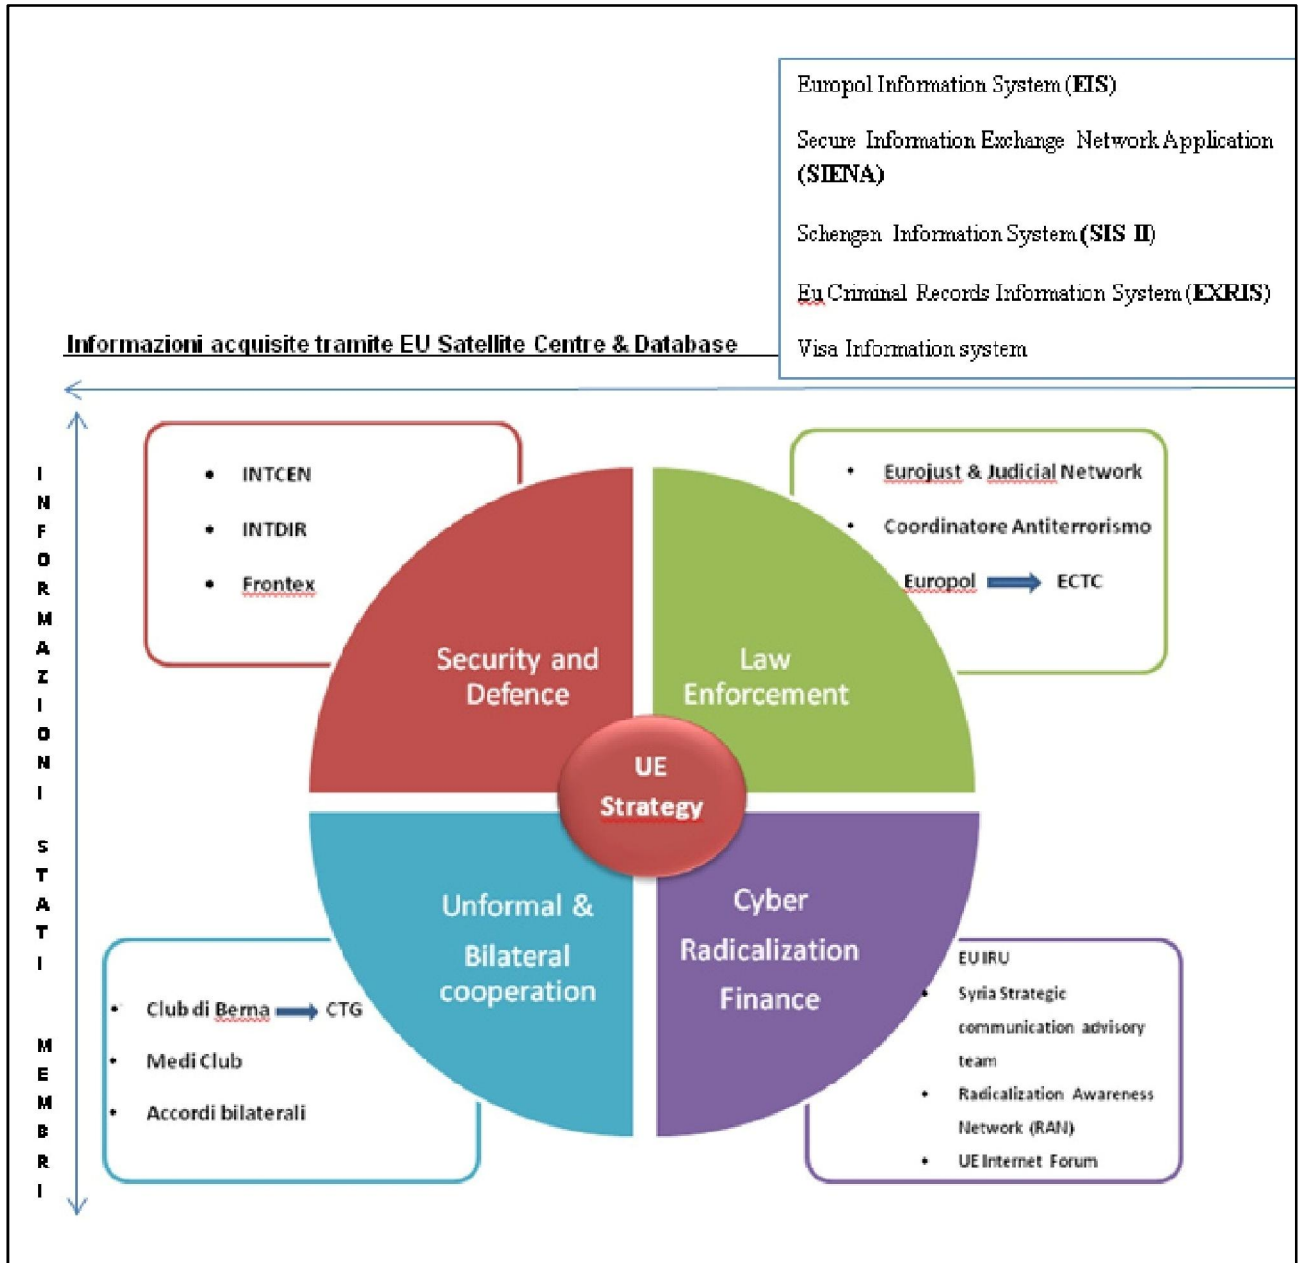 Europol Information System (EIS)
Secure Information Exchange Network Application
(SIENA)
Schengen Information System (SIS II)
Eu Criminal Records Information System (EXRIS)
Visa Information system
Informazioni acquisite tramite EU Satellite Centre & Database
INFORMAZIONI STATI MEMBRI
INTCEN
INTDIR
Frontex
Eurojust & Judicial Network
Coordinatore Antiterrorismo
Europol ECTC
Security and
Defence
Law
Enforcement
UE
Strategy
Unformal &
Bilateral
cooperation
Cyber
Radicalization
Finance
Club di Berna CTG
Medi Club
Accordi bilaterali
EU IRU
Syria Strategic
communication advisory
team
Radicalization Awareness
Network (RAN)
UE Internet Forum